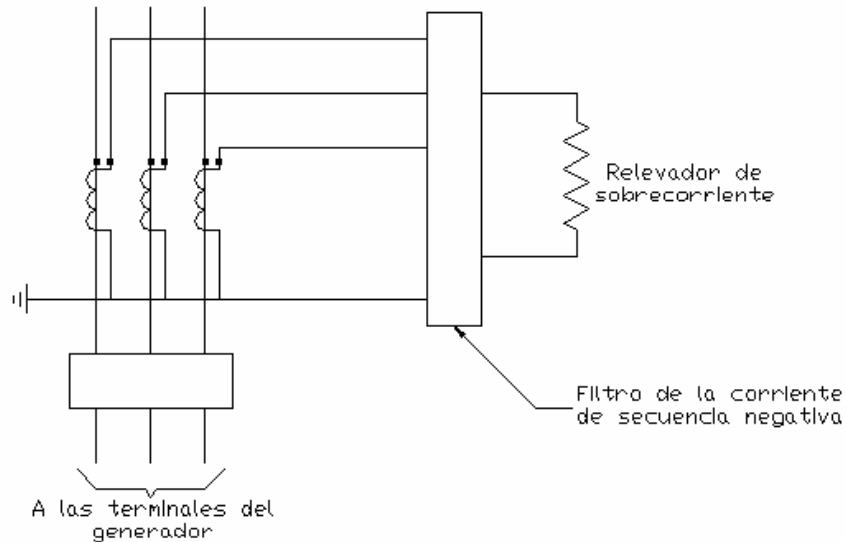 Relevador de
sobrecorriente
Filtro de la corriente
de secuencia negativa
A las terminales del
generador